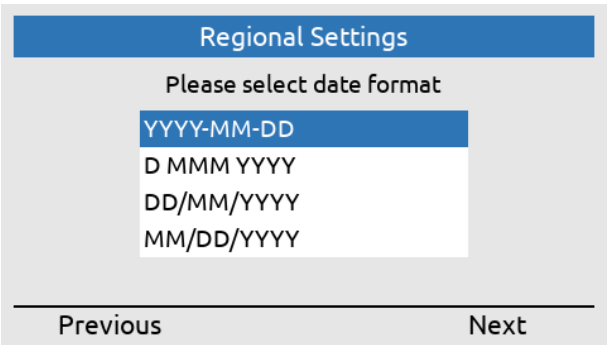 Regional Settings
Please select date format
YYYY-MM-DD
D MMM YYYY
DD/MM/YYYY
MM/DD/YYYY
Previous Next